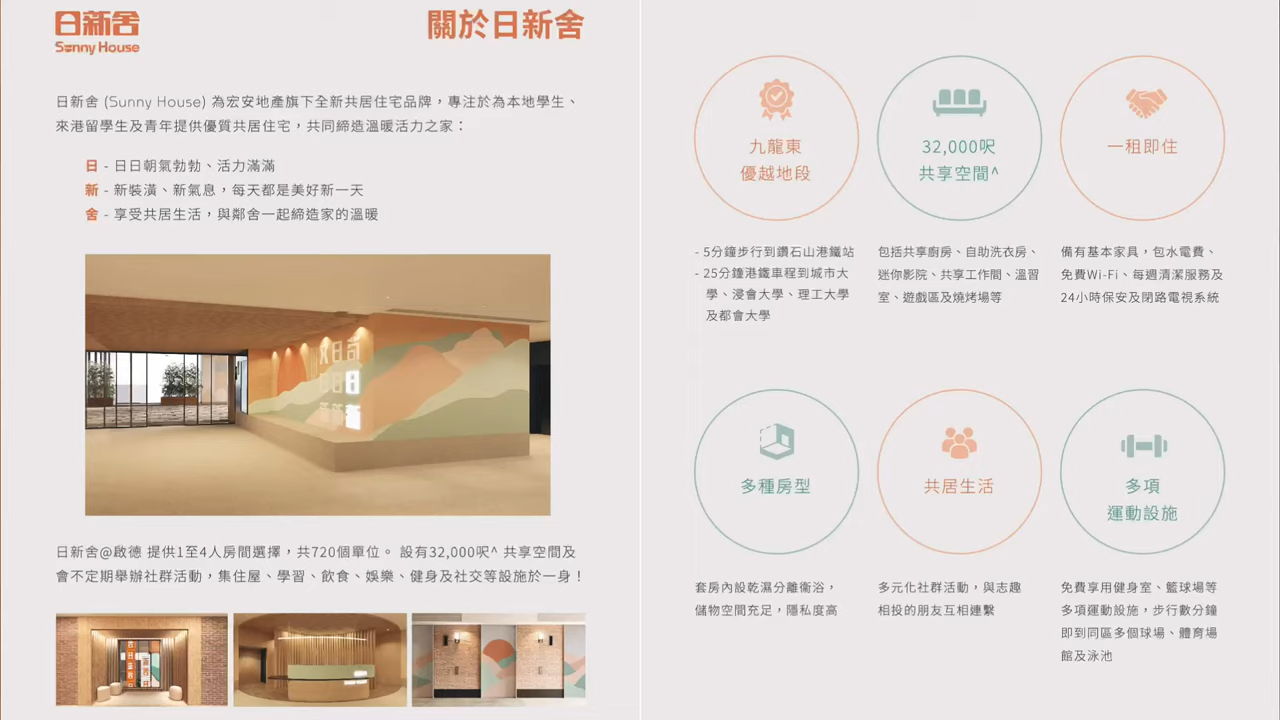 日新舍
Sunny House
關於日新舍
日新舍 (Sunny House) 為宏安地產旗下全新共居住宅品牌，專注於為本地學生、
來港留學生及青年提供優質共居住宅，共同締造溫暖活力之家：
日 - 日日朝氣勃勃、活力滿滿
新 - 新裝潢、新氣息，每天都是美好新一天
舍 - 享受共居生活，與鄰舍一起締造家的溫暖
日新舍@啟德 提供1至4人房間選擇，共720個單位。 設有32,000呎^ 共享空間及
會不定期舉辦社群活動，集住屋、學習、飲食、娛樂、健身及社交等設施於一身！
九龍東
優越地段
- 5分鐘步行到鑽石山港鐵站
- 25分鐘港鐵車程到城市大
學、浸會大學、理工大學
及都會大學
32,000呎
共享空間^
包括共享廚房、自助洗衣房、
迷你影院、共享工作間、溫習
室、遊戲區及燒烤場等
一租即住
備有基本家具，包水電費、
免費Wi-Fi、每週清潔服務及
24小時保安及閉路電視系統
多種房型
套房內設乾濕分離衞浴，
儲物空間充足，隱私度高
共居生活
多元化社群活動，與志趣
相投的朋友互相連繫
多項
運動設施
免費享用健身室、籃球場等
多項運動設施，步行數分鐘
即到同區多個球場、體育場
館及泳池